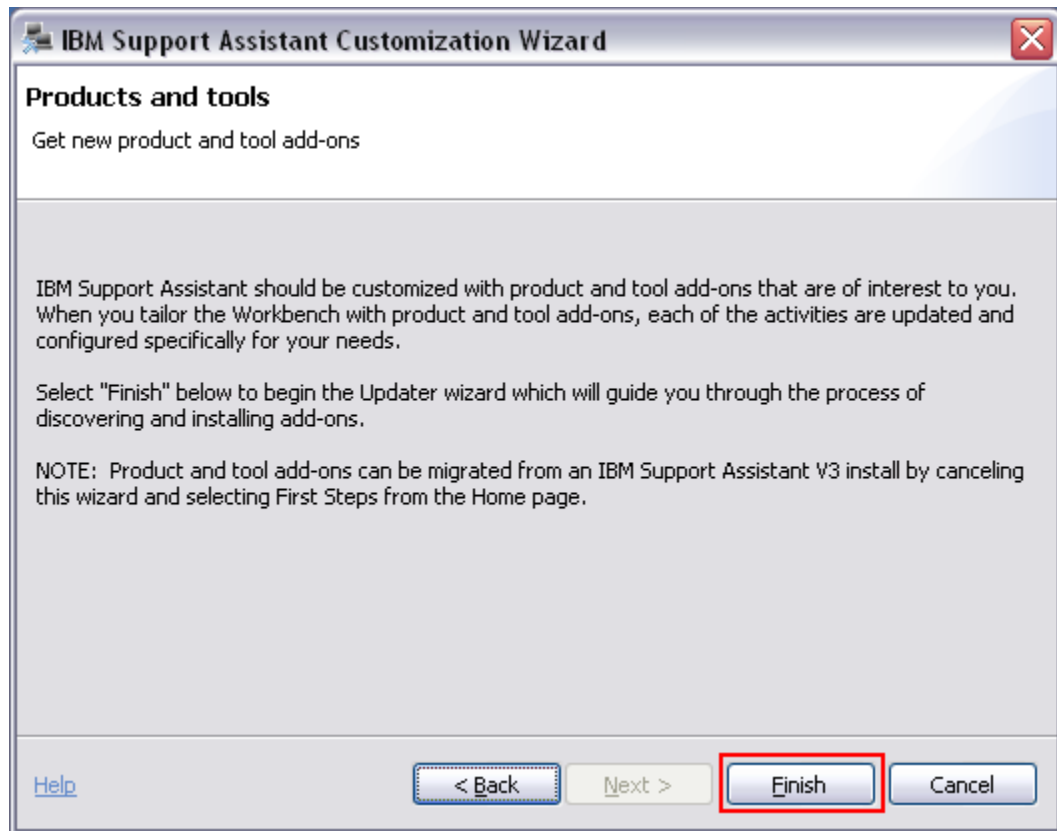 IBM Support Assistant Customization Wizard
Products and tools
Get new product and tool add-ons
IBM Support Assistant should be customized with product and tool add-ons that are of interest to you.
When you tailor the Workbench with product and tool add-ons, each of the activities are updated and
configured specifically for your needs.
Select "Finish" below to begin the Updater wizard which will guide you through the process of
discovering and installing add-ons.
NOTE:  Product and tool add-ons can be migrated from an IBM Support Assistant V3 install by canceling
this wizard and selecting First Steps from the Home page.
Help < Back Next > Finish Cancel